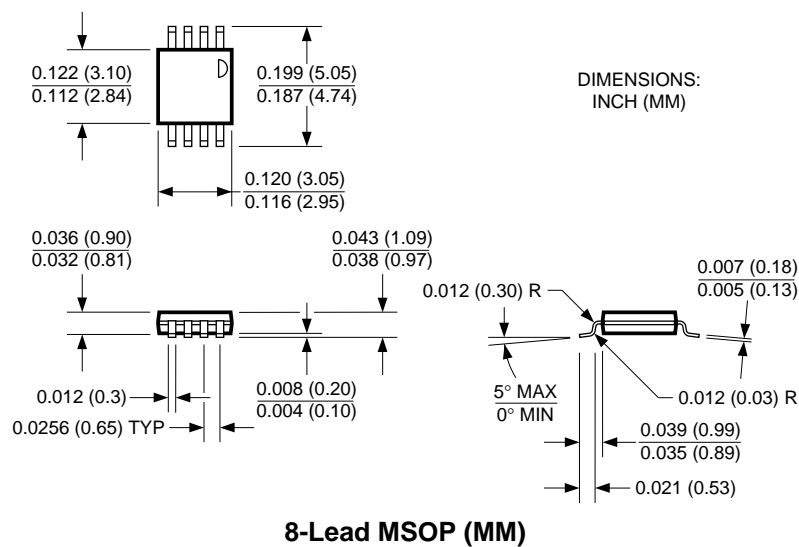 0.122 (3.10)
0.112 (2.84)
0.199 (5.05)
0.187 (4.74)
DIMENSIONS:
INCH (MM)
0.120 (3.05)
0.116 (2.95)
0.036 (0.90)
0.032 (0.81)
0.043 (1.09)
0.038 (0.97)
0.007 (0.18)
0.005 (0.13)
0.012 (0.30) R
0.012 (0.3)
0.008 (0.20)
0.004 (0.10)
5° MAX
0° MIN
0.012 (0.03) R
0.0256 (0.65) TYP
0.039 (0.99)
0.035 (0.89)
0.021 (0.53)
8-Lead MSOP (MM)